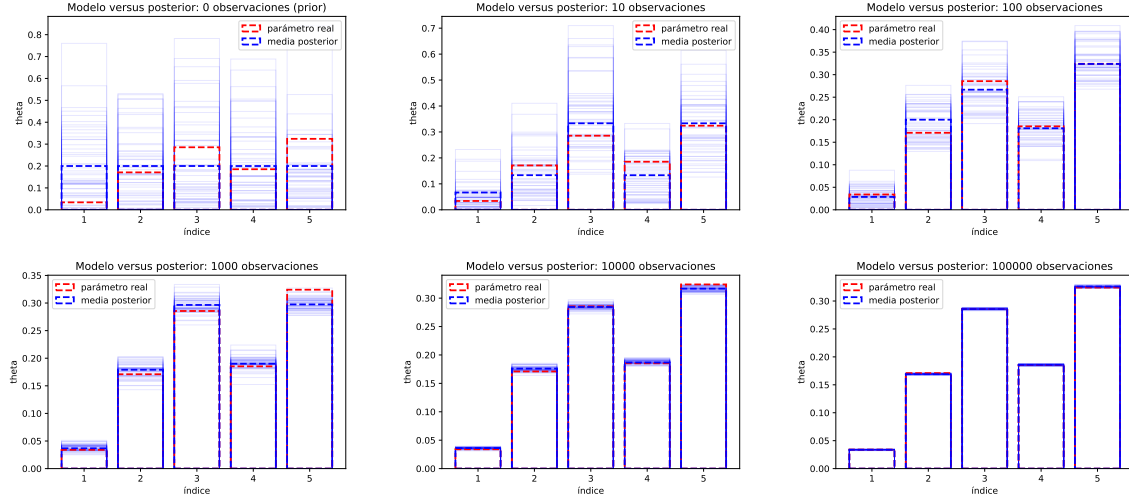 Modelo versus posterior: 0 observaciones (prior)
parámetro real
media posterior
theta
0.8
0.7
0.6
0.5
0.4
0.3
0.2
0.1
0.0
1 2 3 4 5
índice
Modelo versus posterior: 10 observaciones
parámetro real
media posterior
theta
0.7
0.6
0.5
0.4
0.3
0.2
0.1
0.0
1 2 3 4 5
índice
Modelo versus posterior: 100 observaciones
parámetro real
media posterior
theta
0.40
0.35
0.30
0.25
0.20
0.15
0.10
0.05
0.00
1 2 3 4 5
índice
Modelo versus posterior: 1000 observaciones
parámetro real
media posterior
theta
0.35
0.30
0.25
0.20
0.15
0.10
0.05
0.00
1 2 3 4 5
índice
Modelo versus posterior: 10000 observaciones
parámetro real
media posterior
theta
0.30
0.25
0.20
0.15
0.10
0.05
0.00
1 2 3 4 5
índice
Modelo versus posterior: 100000 observaciones
parámetro real
media posterior
theta
0.30
0.25
0.20
0.15
0.10
0.05
0.00
1 2 3 4 5
índice